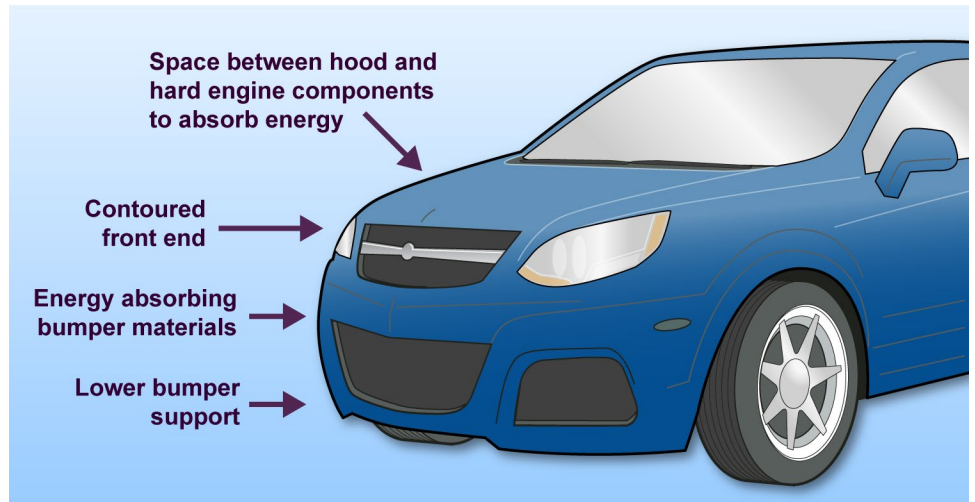 Space between hood and
hard engine components
to absorb energy
Contoured
front end
Energy absorbing
bumper materials
Lower bumper
support